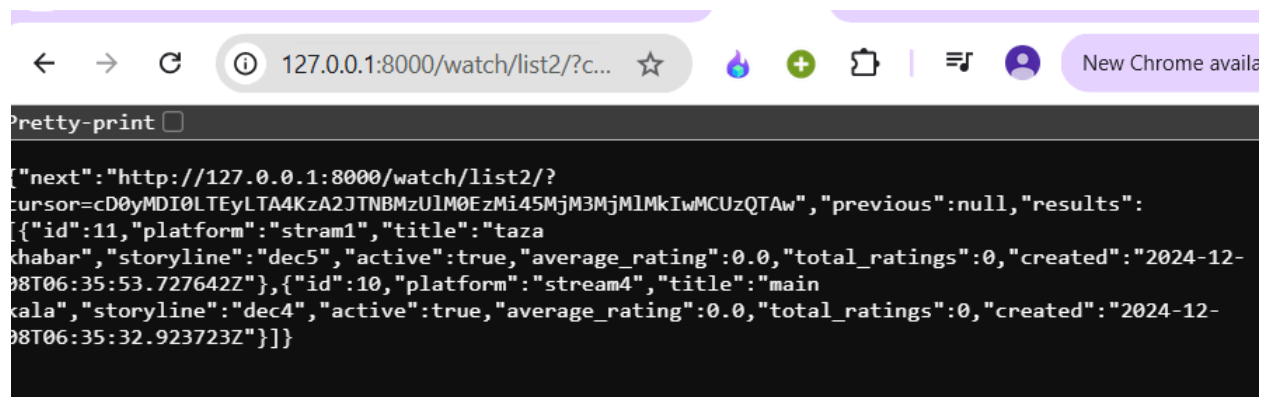 127.0.0.1:8000/watch/list2/?c...
New Chrome availa
Pretty-print
{"next":"http://127.0.0.1:8000/watch/list2/?
cursor=cD0yMDI0LTEyLTA4KzA2JTNBMzUlM0EzMi45MjM3MjMlMkIwMCUzQTAw","previous":null,"results":
[{"id":11,"platform":"stram1","title":"taza
khabar","storyline":"dec5","active":true,"average_rating":0.0,"total_ratings":0,"created":"2024-12-
08T06:35:53.727642Z"},{"id":10,"platform":"stream4","title":"main
kala","storyline":"dec4","active":true,"average_rating":0.0,"total_ratings":0,"created":"2024-12-
08T06:35:32.923723Z"}]}